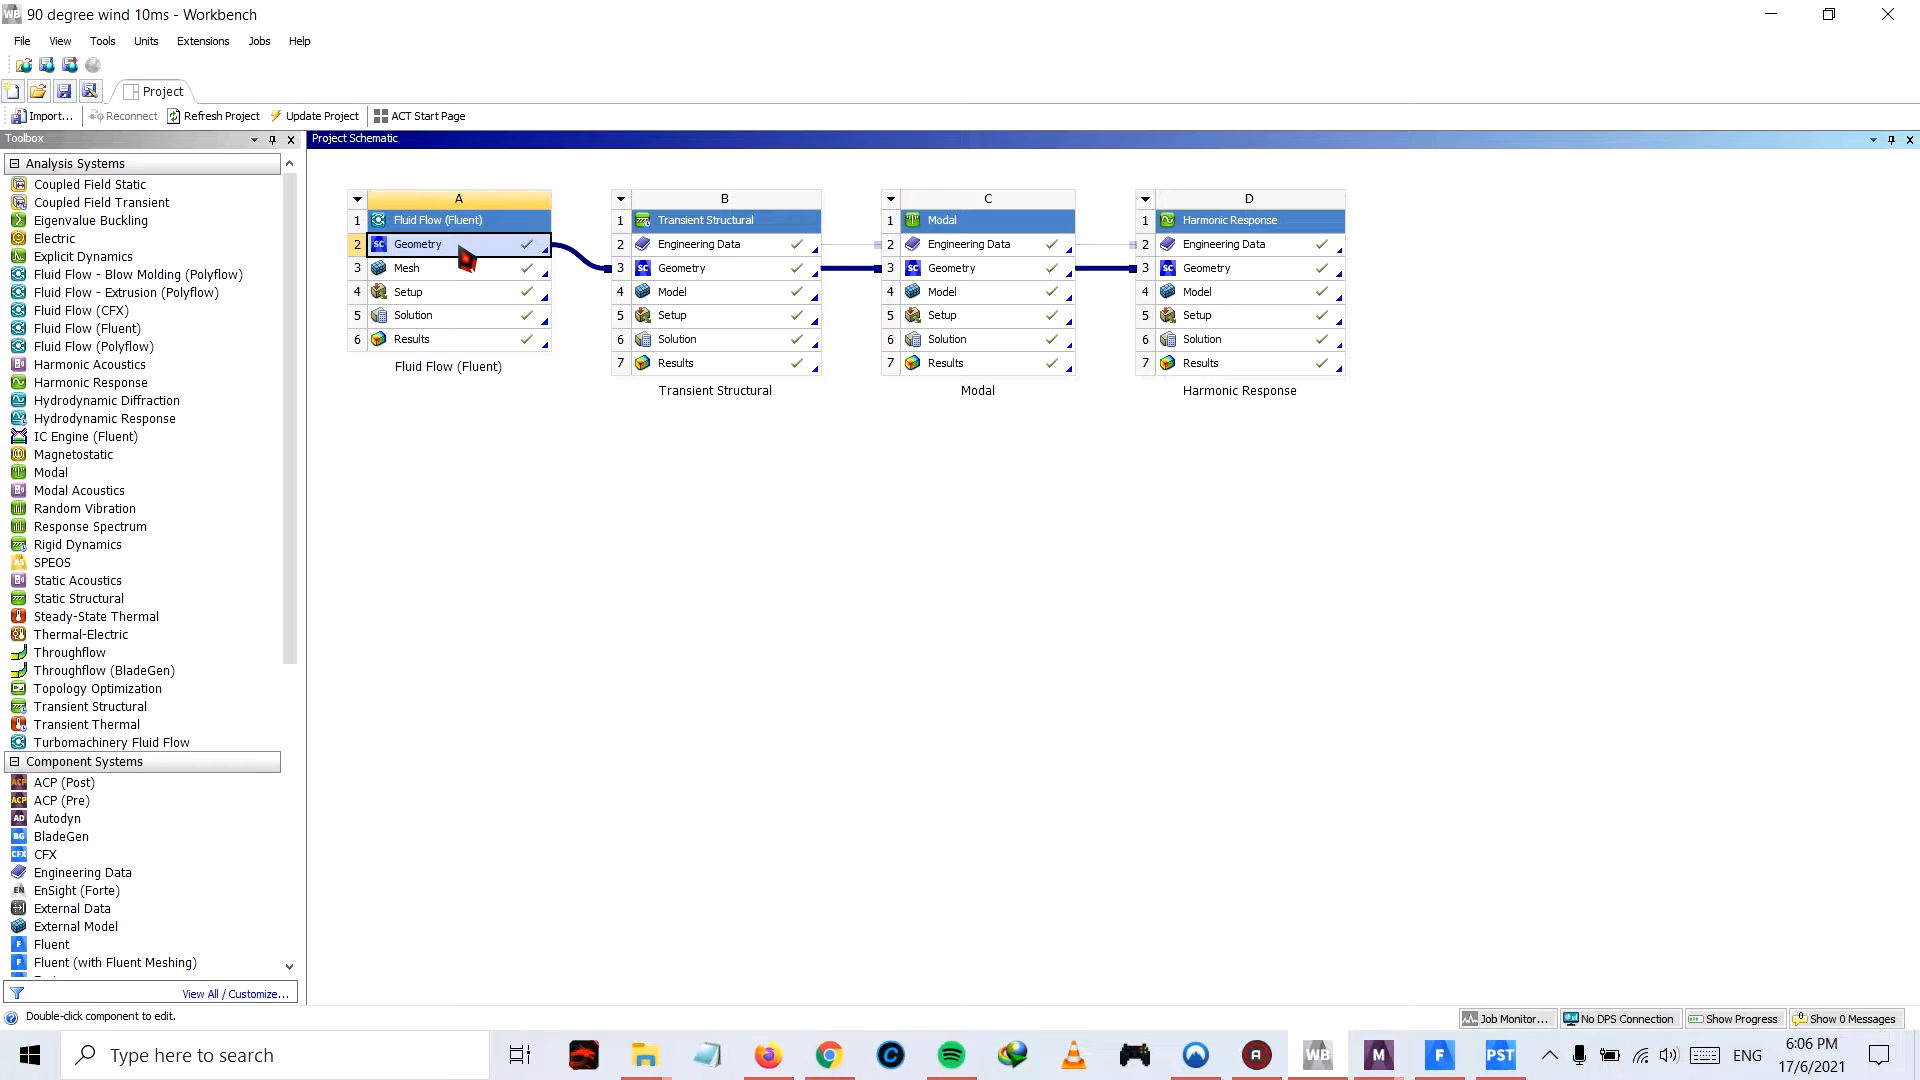 90 degree wind 10ms - Workbench
File View Tools Units Extensions Jobs Help
Project
Import... Reconnect Refresh Project Update Project ACT Start Page
Toolbox
Analysis Systems
Coupled Field Static
Coupled Field Transient
Eigenvalue Buckling
Electric
Explicit Dynamics
Fluid Flow - Blow Molding (Polyflow)
Fluid Flow - Extrusion (Polyflow)
Fluid Flow (CFX)
Fluid Flow (Fluent)
Fluid Flow (Polyflow)
Harmonic Acoustics
Harmonic Response
Hydrodynamic Diffraction
Hydrodynamic Response
IC Engine (Fluent)
Magnetostatic
Modal
Modal Acoustics
Random Vibration
Response Spectrum
Rigid Dynamics
SPEOS
Static Acoustics
Static Structural
Steady-State Thermal
Thermal-Electric
Throughflow
Throughflow (BladeGen)
Topology Optimization
Transient Structural
Transient Thermal
Turbomachinery Fluid Flow
Component Systems
ACP (Post)
ACP (Pre)
Autodyn
BladeGen
CFX
Engineering Data
EnSight (Forte)
External Data
External Model
Fluent
Fluent (with Fluent Meshing)
View All / Customize...
Project Schematic
A
1 Fluid Flow (Fluent)
2 Geometry
3 Mesh
4 Setup
5 Solution
6 Results
Fluid Flow (Fluent)
B
1 Transient Structural
2 Engineering Data
3 Geometry
4 Model
5 Setup
6 Solution
7 Results
Transient Structural
C
1 Modal
2 Engineering Data
3 Geometry
4 Model
5 Setup
6 Solution
7 Results
Modal
D
1 Harmonic Response
2 Engineering Data
3 Geometry
4 Model
5 Setup
6 Solution
7 Results
Harmonic Response
Double-click component to edit.
Job Monitor... No DPS Connection Show Progress Show 0 Messages
Type here to search
WB M F PST
ENG
6:06 PM
17/6/2021